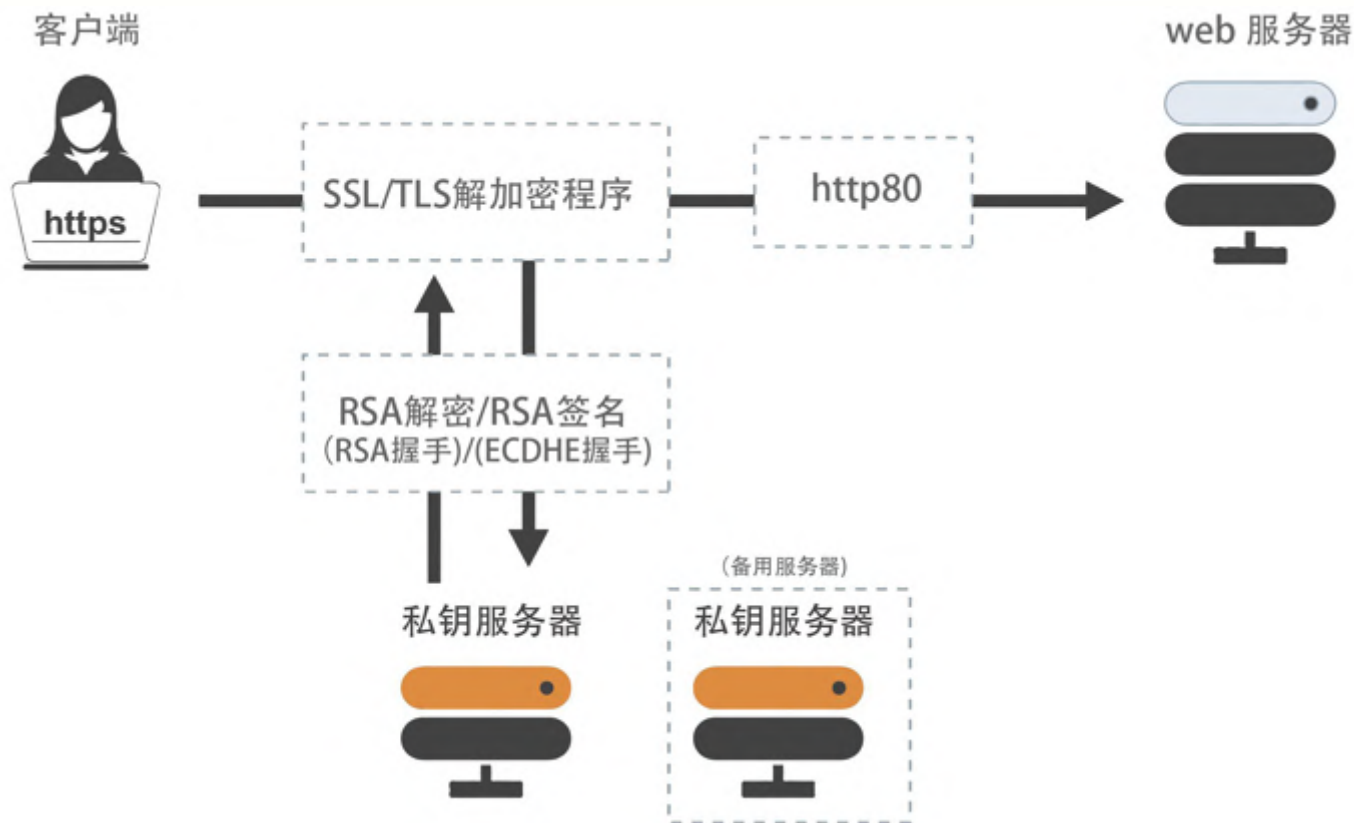 客户端
web 服务器
https
SSL/TLS解加密程序
http80
RSA解密/RSA签名
（RSA握手)/(ECDHE握手)
（备用服务器)
私钥服务器
私钥服务器